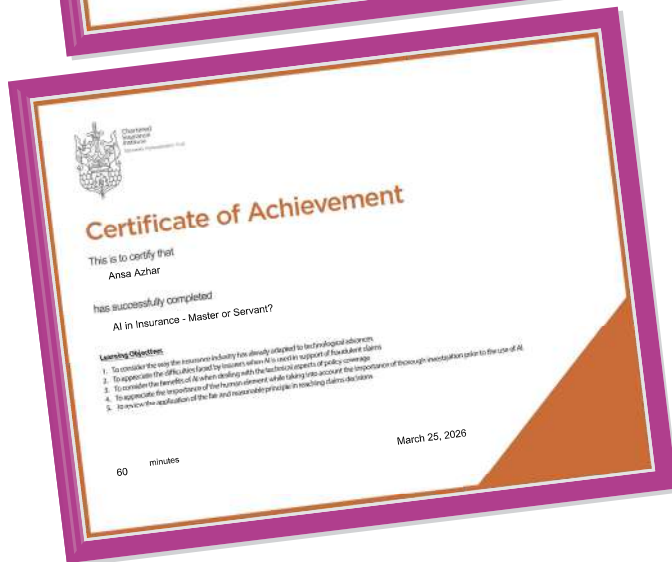 Chartered
Insurance
Institute
Certificate of Achievement
This is to certify that
Ansa Azhar
has successfully completed
AI in Insurance - Master or Servant?
Learning Objectives
1. To consider the way the insurance industry has already adapted to technological advances
2. To appreciate the difficulties faced by insurers when AI is used in support of fraudulent claims
3. To consider the benefits of AI when dealing with the technical aspects of policy coverage
4. To appreciate the importance of the human element while taking into account the importance of thorough investigation prior to the use of AI
5. To review the application of the fair and reasonable principle in reaching claims decisions
60 minutes
March 25, 2026